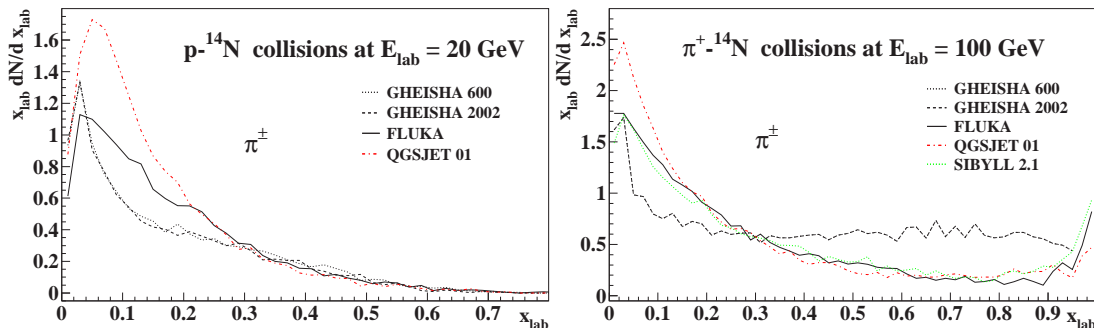 p-¹⁴N collisions at E_lab = 20 GeV
x_lab dN/d x_lab
1.6
1.4
1.2
1
0.8
0.6
0.4
0.2
0
GHEISHA 600
GHEISHA 2002
FLUKA
QGSJET 01
π±
0 0.1 0.2 0.3 0.4 0.5 0.6 0.7
x_lab
π⁺-¹⁴N collisions at E_lab = 100 GeV
x_lab dN/d x_lab
2.5
2
1.5
1
0.5
0
GHEISHA 600
GHEISHA 2002
FLUKA
QGSJET 01
SIBYLL 2.1
π±
0 0.1 0.2 0.3 0.4 0.5 0.6 0.7 0.8 0.9
x_lab